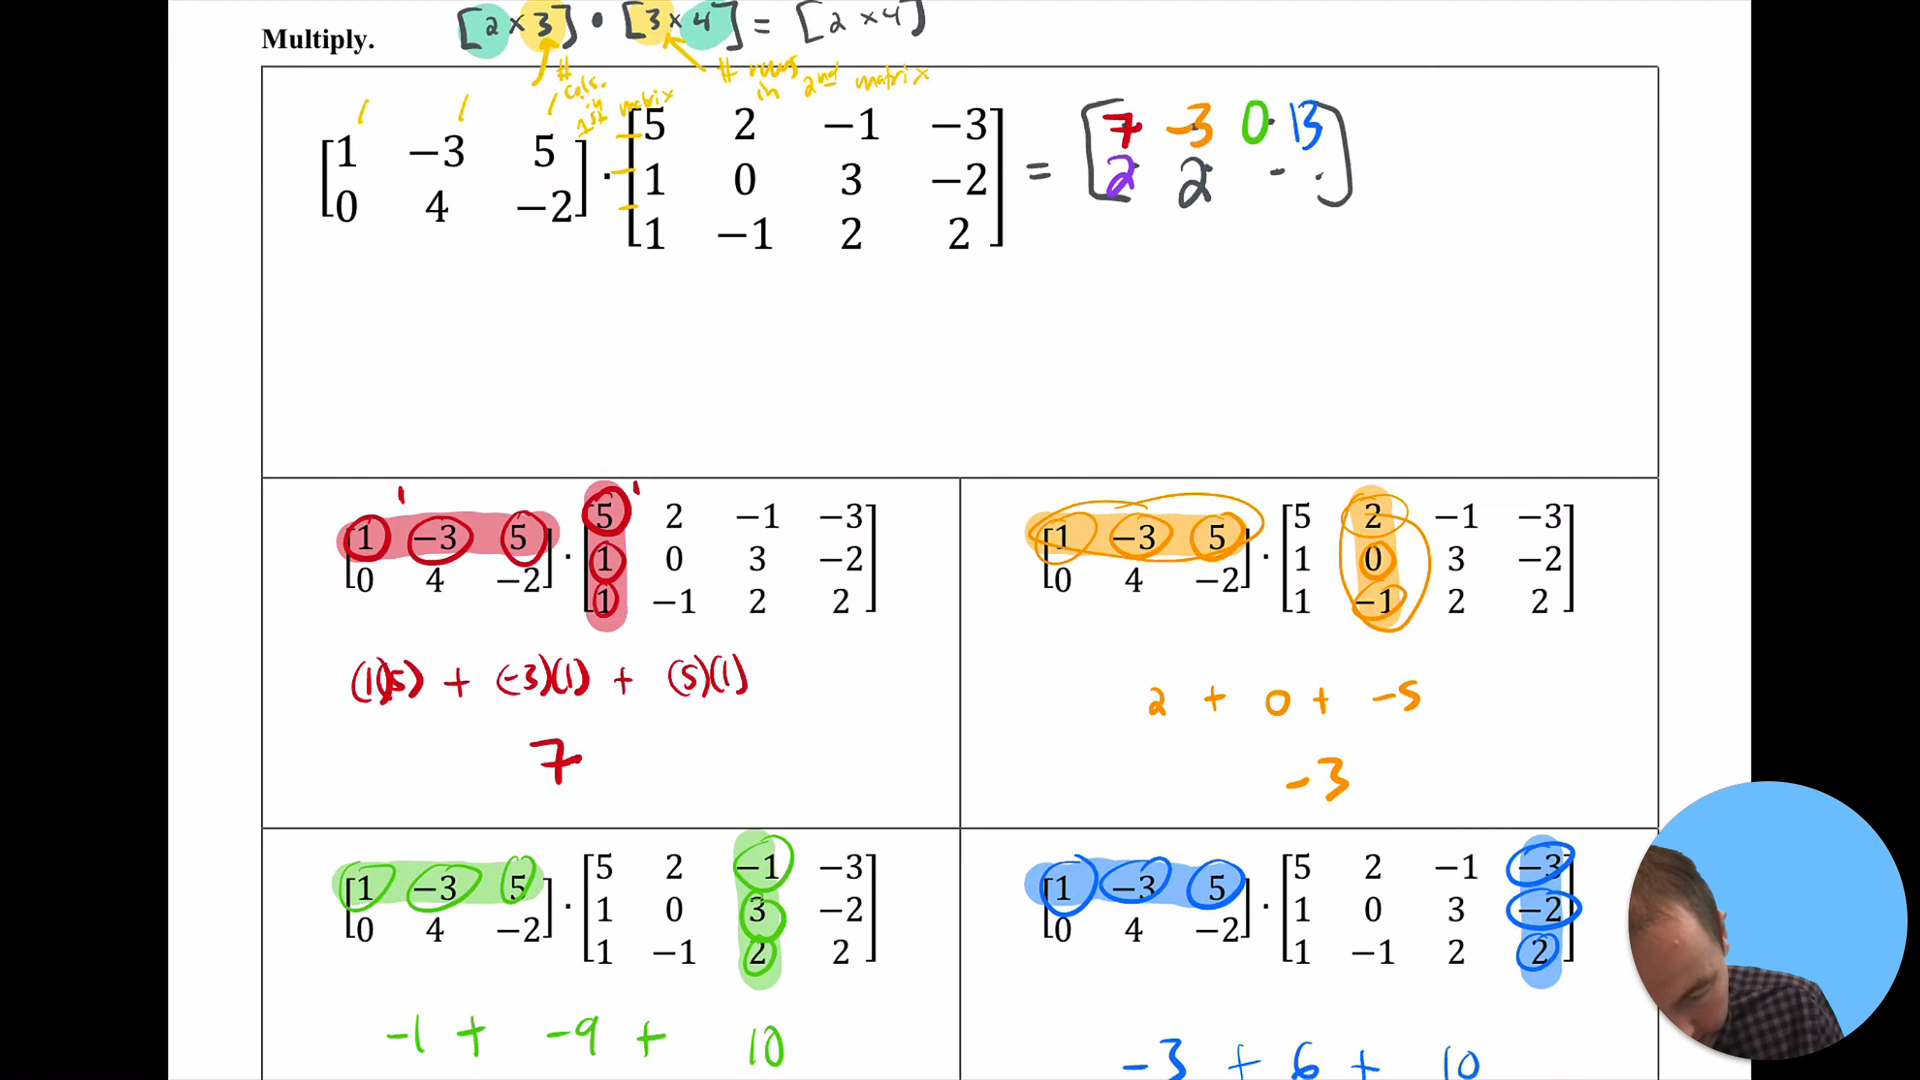 Multiply. [2 × 3] • [3 × 4] = [2 × 4]
# cols. in 1st matrix
# rows in 2nd matrix
[1 −3 5] · [5 2 −1 −3] = [7 -3 0 13]
[0 4 −2] [1 0 3 −2] [2 2 - .]
[1 −1 2 2]
[1 −3 5] · [5 2 −1 −3]
[0 4 −2] [1 0 3 −2]
[1 −1 2 2]
(1)(5) + (-3)(1) + (5)(1)
7
[1 −3 5] · [5 2 −1 −3]
[0 4 −2] [1 0 3 −2]
[1 −1 2 2]
2 + 0 + -5
-3
[1 −3 5] · [5 2 −1 −3]
[0 4 −2] [1 0 3 −2]
[1 −1 2 2]
-1 + -9 + 10
[1 −3 5] · [5 2 −1 −3]
[0 4 −2] [1 0 3 −2]
[1 −1 2 2]
-3 + 6 + 10